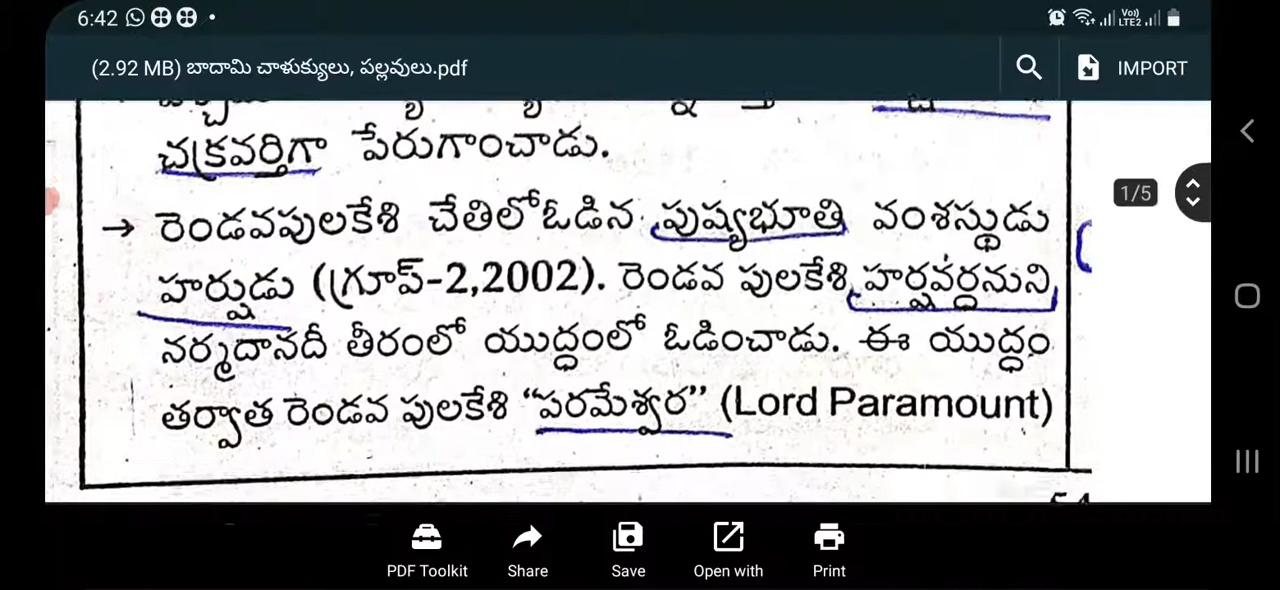 6:42
Vo)) LTE2
(2.92 MB) బాదామి చాళుక్యులు, పల్లవులు.pdf
IMPORT
చక్రవర్తిగా పేరుగాంచాడు.
1/5
→ రెండవపులకేశి చేతిలోఓడిన పుష్యభూతి వంశస్థుడు
హర్షుడు (గ్రూప్-2,2002). రెండవ పులకేశి హర్షవర్ధనుని
నర్మదానదీ తీరంలో యుద్ధంలో ఓడించాడు. ఈ యుద్ధం
తర్వాత రెండవ పులకేశి "పరమేశ్వర" (Lord Paramount)
PDF Toolkit Share Save Open with Print